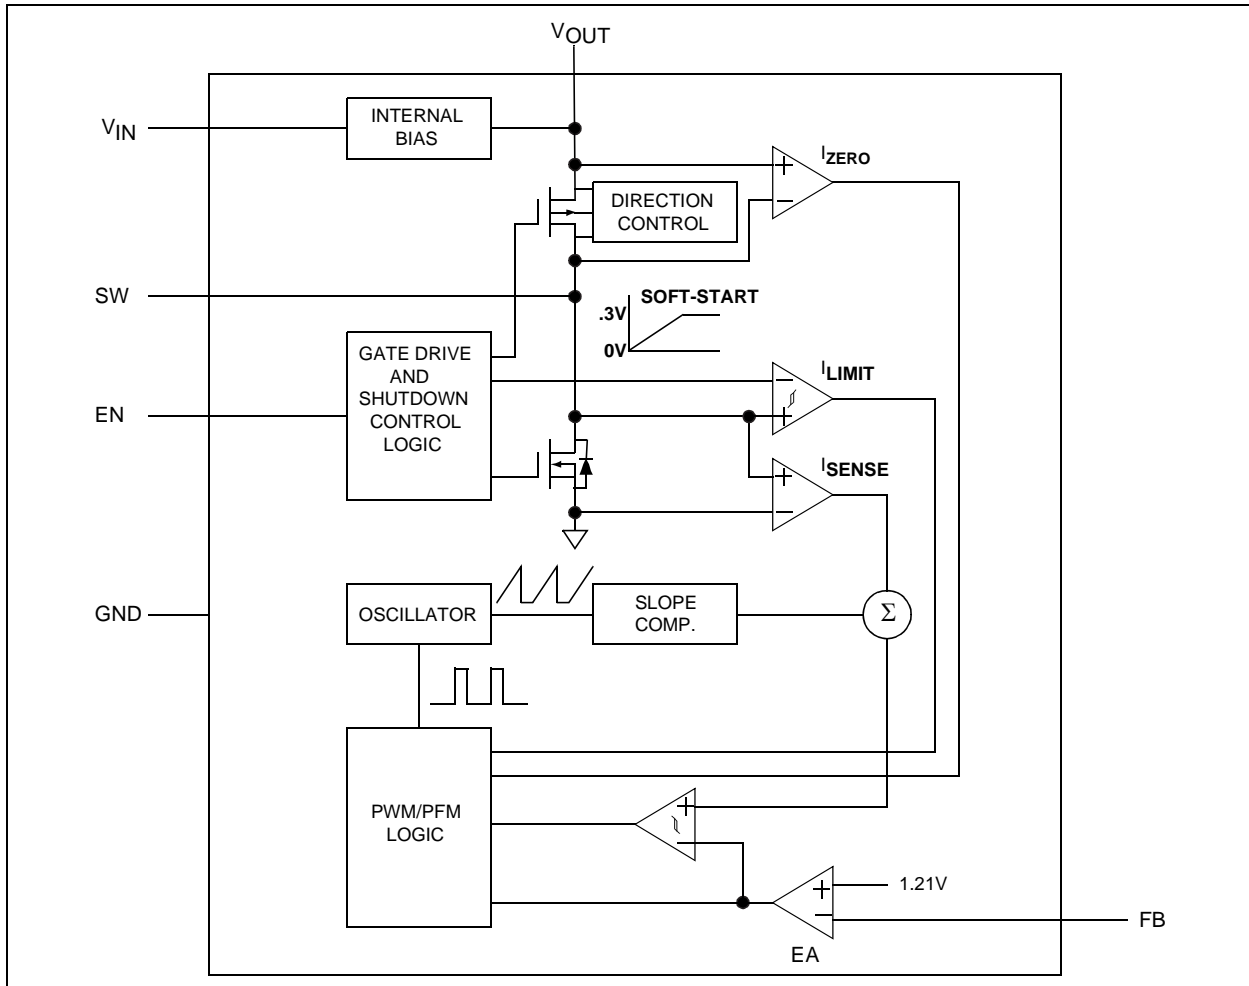 VOUT
VIN
INTERNAL
BIAS
IZERO
+
−
DIRECTION
CONTROL
SW
SOFT-START
.3V
0V
GATE DRIVE
AND
SHUTDOWN
CONTROL
LOGIC
EN
ILIMIT
−
+
ISENSE
+
−
GND
OSCILLATOR
SLOPE
COMP.
Σ
PWM/PFM
LOGIC
+
−
1.21V
+
−
FB
EA